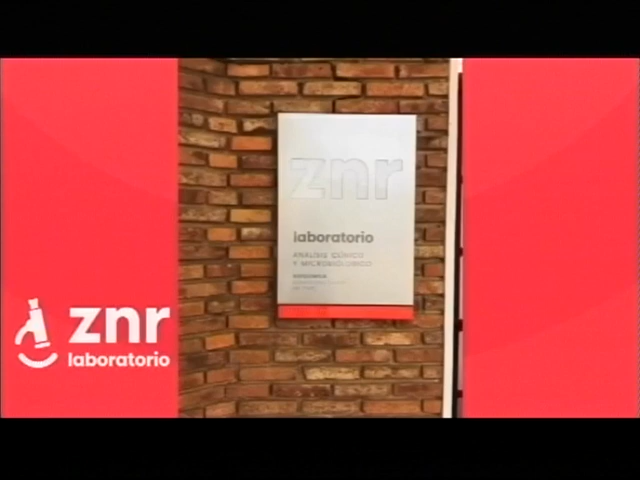 znr
laboratorio
ANÁLISIS CLÍNICO
Y MICROBIOLÓGICO
znr
laboratorio